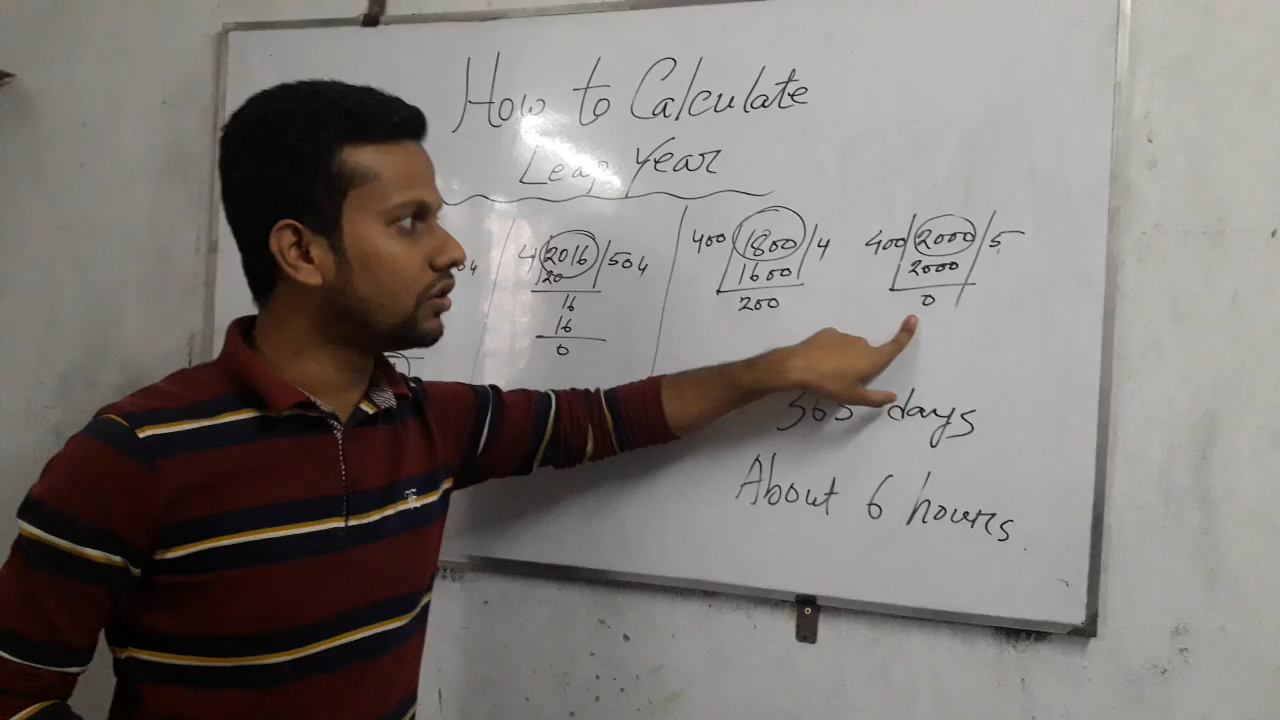 How to Calculate
Leap Year
4 2016 504
20
16
16
0
400 1800 4
1600
200
400 2000 5
2000
0
365 days
About 6 hours